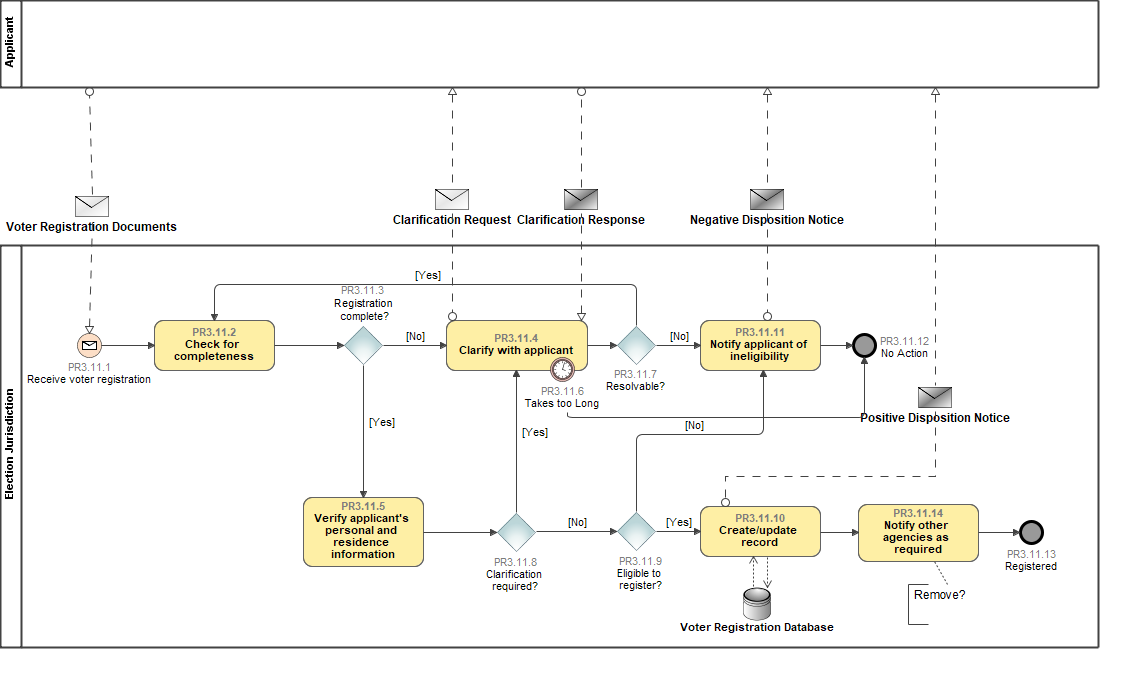 Applicant
Voter Registration Documents
Clarification Request
Clarification Response
Negative Disposition Notice
Election Jurisdiction
[Yes]
PR3.11.3
Registration
complete?
PR3.11.1
Receive voter registration
PR3.11.2
Check for
completeness
[No]
PR3.11.4
Clarify with applicant
PR3.11.6
Takes too Long
[No]
PR3.11.7
Resolvable?
PR3.11.11
Notify applicant of
ineligibility
PR3.11.12
No Action
Positive Disposition Notice
[Yes]
[Yes]
[No]
PR3.11.5
Verify applicant's
personal and
residence
information
PR3.11.8
Clarification
required?
[No]
PR3.11.9
Eligible to
register?
[Yes]
PR3.11.10
Create/update
record
PR3.11.14
Notify other
agencies as
required
PR3.11.13
Registered
Remove?
Voter Registration Database